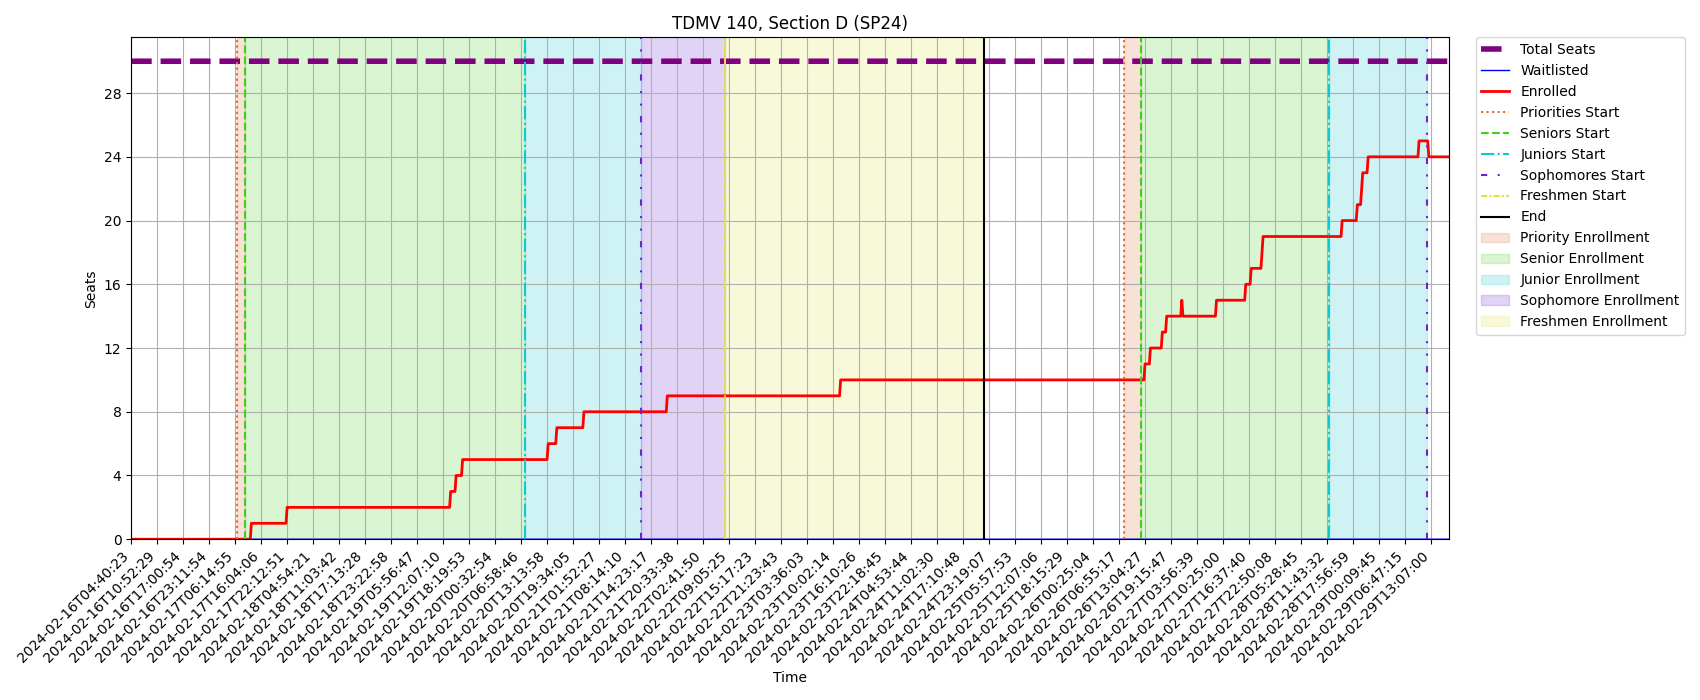 TDMV 140, Section D (SP24)
Total Seats
Waitlisted
Enrolled
Priorities Start
Seniors Start
Juniors Start
Sophomores Start
Freshmen Start
End
Priority Enrollment
Senior Enrollment
Junior Enrollment
Sophomore Enrollment
Freshmen Enrollment
Seats
28
24
20
16
12
8
4
0
2024-02-16T04:40:23
2024-02-16T10:52:29
2024-02-16T17:00:54
2024-02-16T23:11:54
2024-02-17T06:14:55
2024-02-17T16:04:06
2024-02-17T22:12:51
2024-02-18T04:54:21
2024-02-18T11:03:42
2024-02-18T17:13:28
2024-02-18T23:22:58
2024-02-19T05:56:47
2024-02-19T12:07:10
2024-02-19T18:19:53
2024-02-20T00:32:54
2024-02-20T06:58:46
2024-02-20T13:13:58
2024-02-20T19:34:05
2024-02-21T01:52:27
2024-02-21T08:14:10
2024-02-21T14:23:17
2024-02-21T20:33:38
2024-02-22T02:41:50
2024-02-22T09:05:25
2024-02-22T15:17:23
2024-02-22T21:23:43
2024-02-23T03:36:03
2024-02-23T10:02:14
2024-02-23T16:10:26
2024-02-23T22:18:45
2024-02-24T04:53:44
2024-02-24T11:02:30
2024-02-24T17:10:48
2024-02-24T23:19:07
2024-02-25T05:57:53
2024-02-25T12:07:06
2024-02-25T18:15:29
2024-02-26T00:25:04
2024-02-26T06:55:17
2024-02-26T13:04:27
2024-02-26T19:15:47
2024-02-27T03:56:39
2024-02-27T10:25:00
2024-02-27T16:37:40
2024-02-27T22:50:08
2024-02-28T05:28:45
2024-02-28T11:43:32
2024-02-28T17:56:59
2024-02-29T00:09:45
2024-02-29T06:47:15
2024-02-29T13:07:00
Time